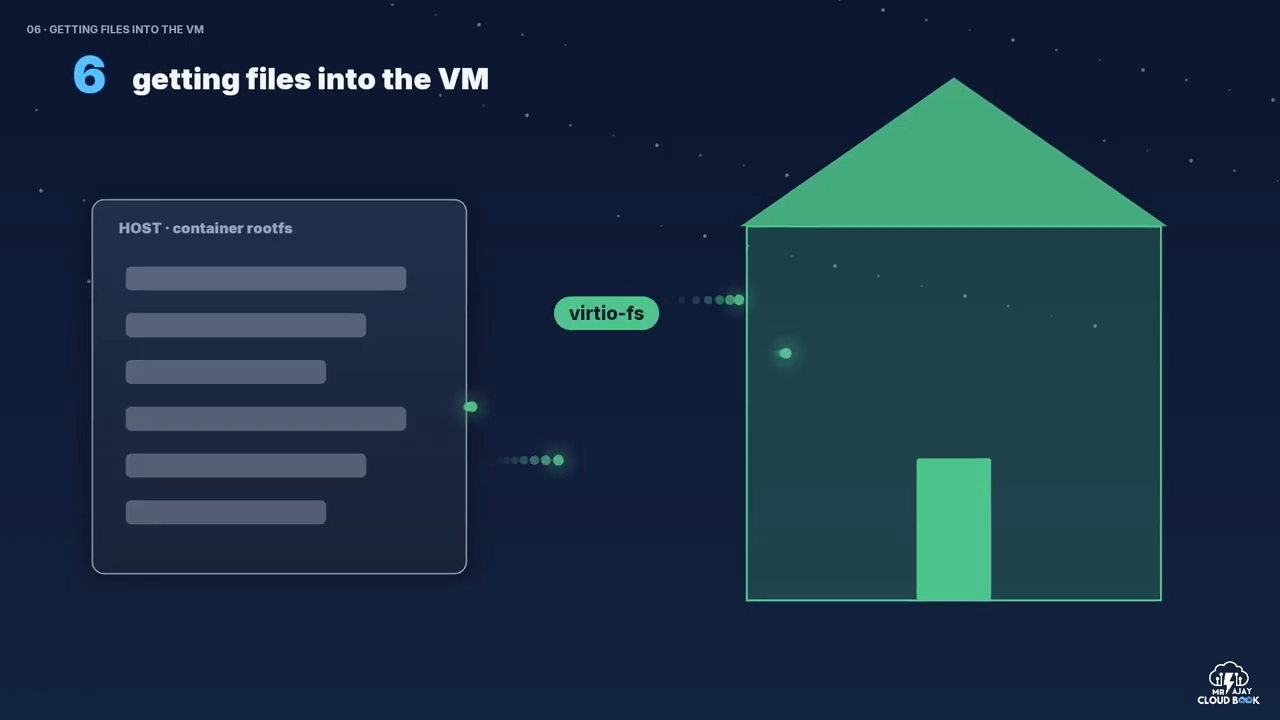 06 · GETTING FILES INTO THE VM
6 getting files into the VM
HOST · container rootfs
virtio-fs
MR AJAY
CLOUD BOOK